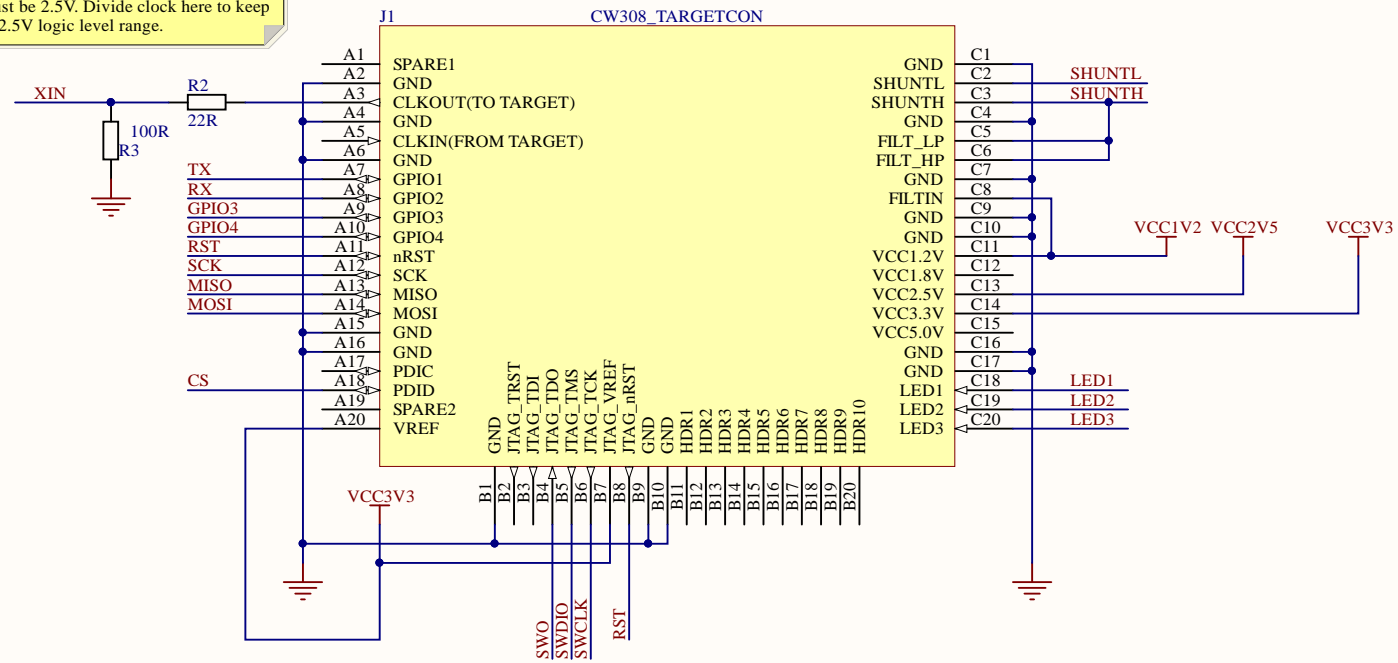 st be 2.5V. Divide clock here to keep
2.5V logic level range.
J1
CW308_TARGETCON
A1 SPARE1
A2 GND
A3 CLKOUT(TO TARGET)
A4 GND
A5 CLKIN(FROM TARGET)
A6 GND
A7 GPIO1
A8 GPIO2
A9 GPIO3
A10 GPIO4
A11 nRST
A12 SCK
A13 MISO
A14 MOSI
A15 GND
A16 GND
A17 PDIC
A18 PDID
A19 SPARE2
A20 VREF
XIN
R2
22R
100R
R3
TX
RX
GPIO3
GPIO4
RST
SCK
MISO
MOSI
CS
GND C1
SHUNTL C2
SHUNTH C3
GND C4
FILT_LP C5
FILT_HP C6
GND C7
FILTIN C8
GND C9
GND C10
VCC1.2V C11
VCC1.8V C12
VCC2.5V C13
VCC3.3V C14
VCC5.0V C15
GND C16
GND C17
LED1 C18
LED2 C19
LED3 C20
SHUNTL
SHUNTH
VCC1V2 VCC2V5 VCC3V3
LED1
LED2
LED3
GND B1
JTAG_TRST B2
JTAG_TDI B3
JTAG_TDO B4
JTAG_TMS B5
JTAG_TCK B6
JTAG_VREF B7
JTAG_nRST B8
GND B9
GND B10
HDR1 B11
HDR2 B12
HDR3 B13
HDR4 B14
HDR5 B15
HDR6 B16
HDR7 B17
HDR8 B18
HDR9 B19
HDR10 B20
VCC3V3
SWO
SWDIO
SWCLK
RST